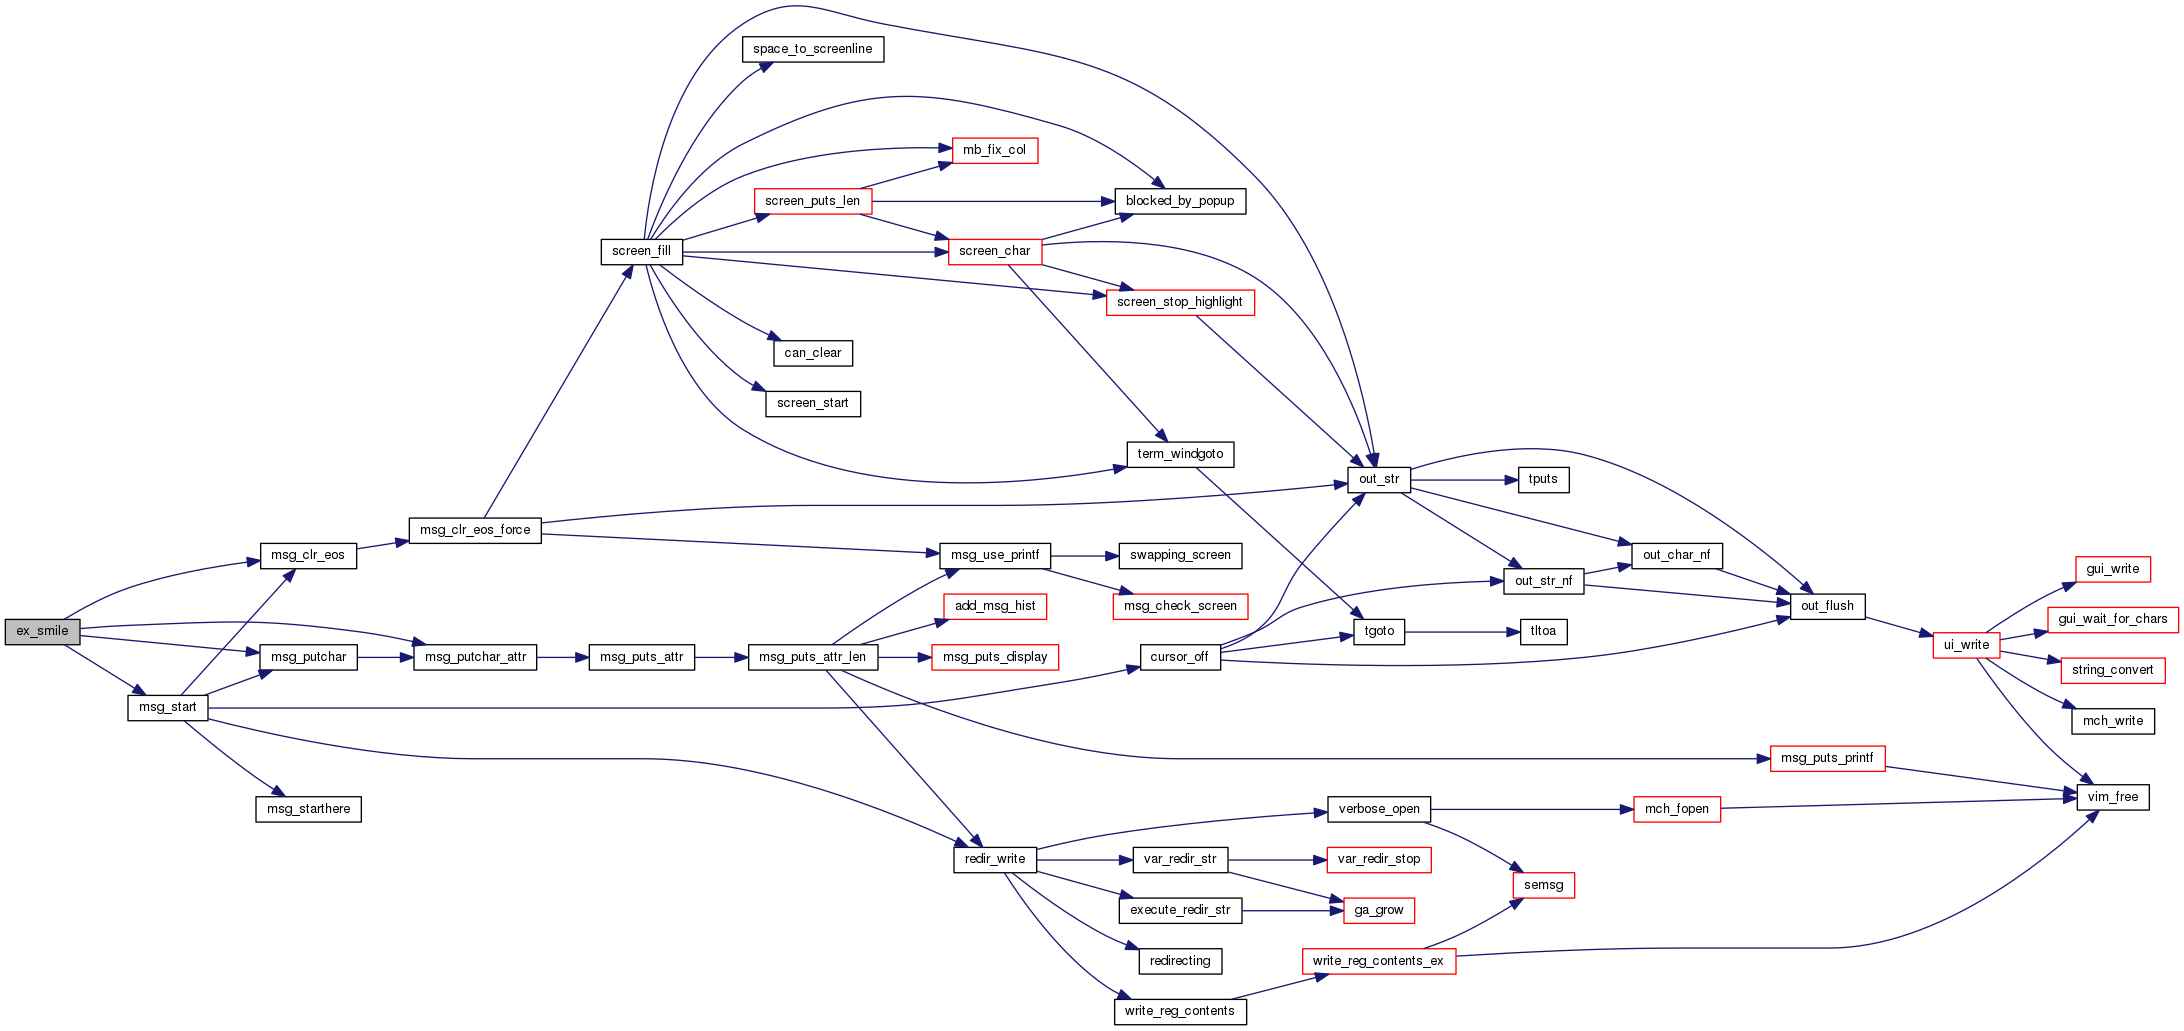 space_to_screenline
mb_fix_col
screen_puts_len
blocked_by_popup
screen_fill
screen_char
screen_stop_highlight
can_clear
screen_start
term_windgoto
out_str
tputs
msg_clr_eos_force
msg_clr_eos
msg_use_printf
swapping_screen
out_char_nf
gui_write
out_str_nf
add_msg_hist
msg_check_screen
out_flush
gui_wait_for_chars
ex_smile
tgoto
tltoa
ui_write
msg_putchar
msg_putchar_attr
msg_puts_attr
msg_puts_attr_len
msg_puts_display
cursor_off
string_convert
msg_start
mch_write
msg_puts_printf
msg_starthere
verbose_open
mch_fopen
vim_free
redir_write
var_redir_str
var_redir_stop
semsg
execute_redir_str
ga_grow
redirecting
write_reg_contents_ex
write_reg_contents